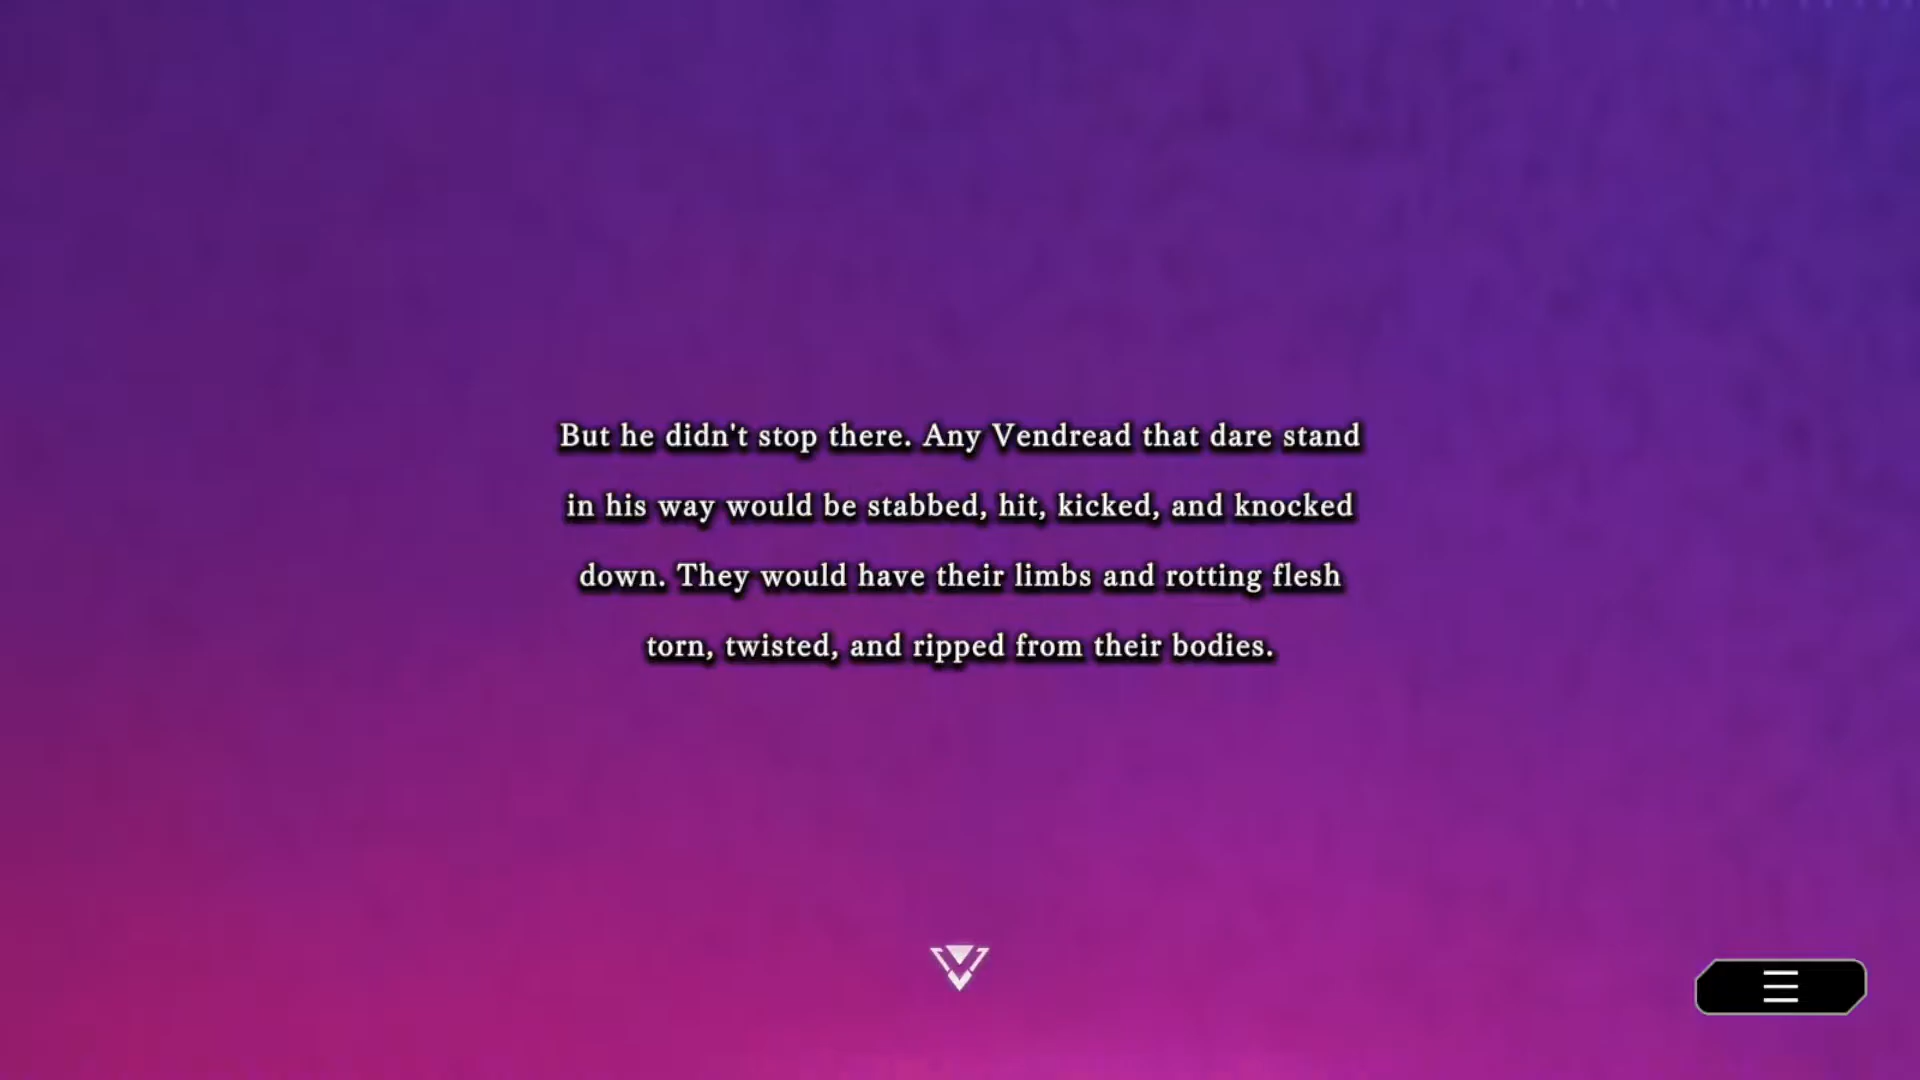 But he didn't stop there. Any Vendread that dare stand
in his way would be stabbed, hit, kicked, and knocked
down. They would have their limbs and rotting flesh
torn, twisted, and ripped from their bodies.